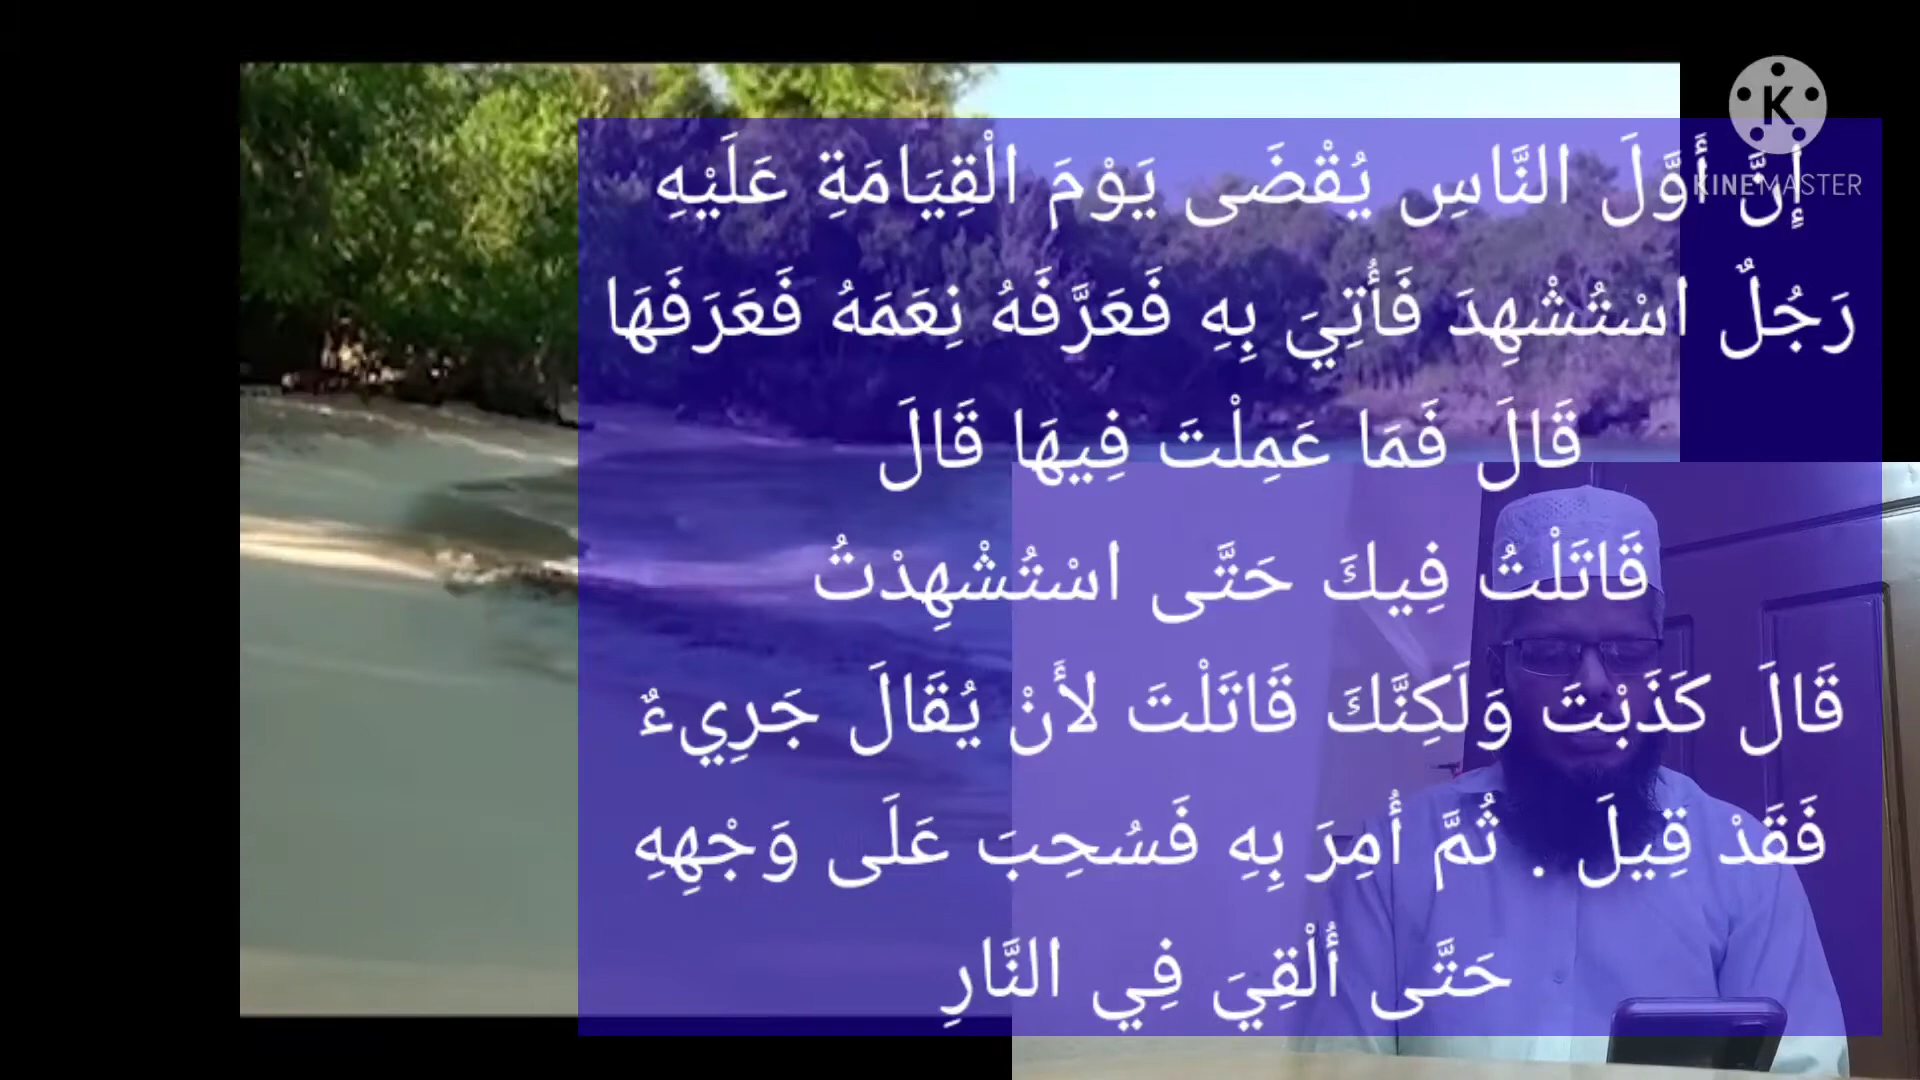 KINEMASTER
إِنَّ أَوَّلَ النَّاسِ يُقْضَى يَوْمَ الْقِيَامَةِ عَلَيْهِ
رَجُلٌ اسْتُشْهِدَ فَأُتِيَ بِهِ فَعَرَّفَهُ نِعَمَهُ فَعَرَفَهَا
قَالَ فَمَا عَمِلْتَ فِيهَا قَالَ
قَاتَلْتُ فِيكَ حَتَّى اسْتُشْهِدْتُ
قَالَ كَذَبْتَ وَلَكِنَّكَ قَاتَلْتَ لأَنْ يُقَالَ جَرِيءٌ
فَقَدْ قِيلَ . ثُمَّ أُمِرَ بِهِ فَسُحِبَ عَلَى وَجْهِهِ
حَتَّى أُلْقِيَ فِي النَّارِ